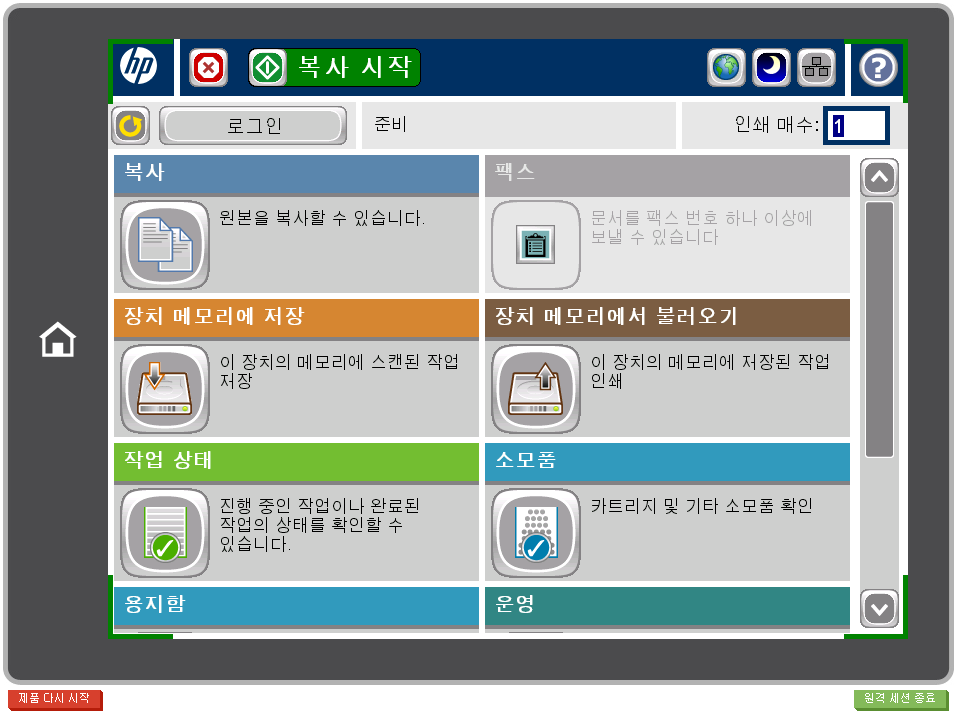 hp
복사 시작
?
로그인
준비
인쇄 매수: 1
복사
원본을 복사할 수 있습니다.
팩스
문서를 팩스 번호 하나 이상에
보낼 수 있습니다
장치 메모리에 저장
이 장치의 메모리에 스캔된 작업
저장
장치 메모리에서 불러오기
이 장치의 메모리에 저장된 작업
인쇄
작업 상태
진행 중인 작업이나 완료된
작업의 상태를 확인할 수
있습니다.
소모품
카트리지 및 기타 소모품 확인
용지함
운영
제품 다시 시작
원격 세션 종료